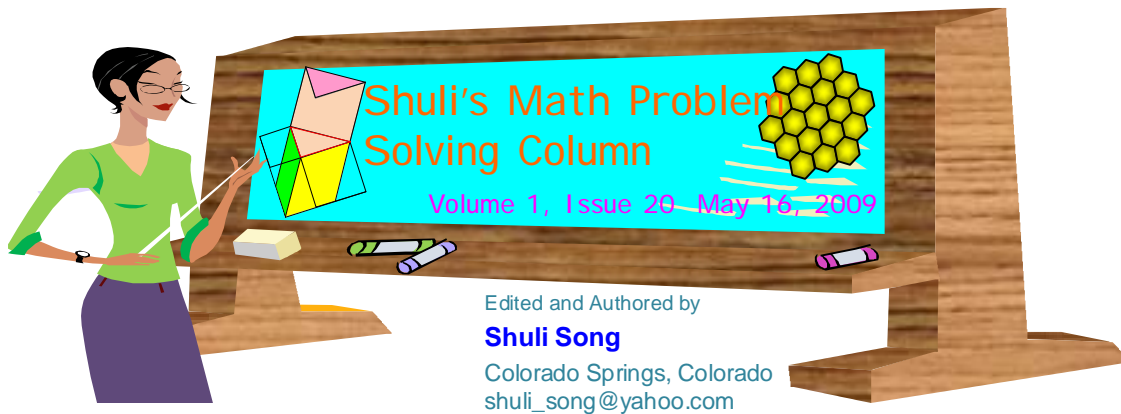 Shuli's Math Problem
Solving Column
Volume 1, Issue 20 May 16, 2009
Edited and Authored by
Shuli Song
Colorado Springs, Colorado
shuli_song@yahoo.com